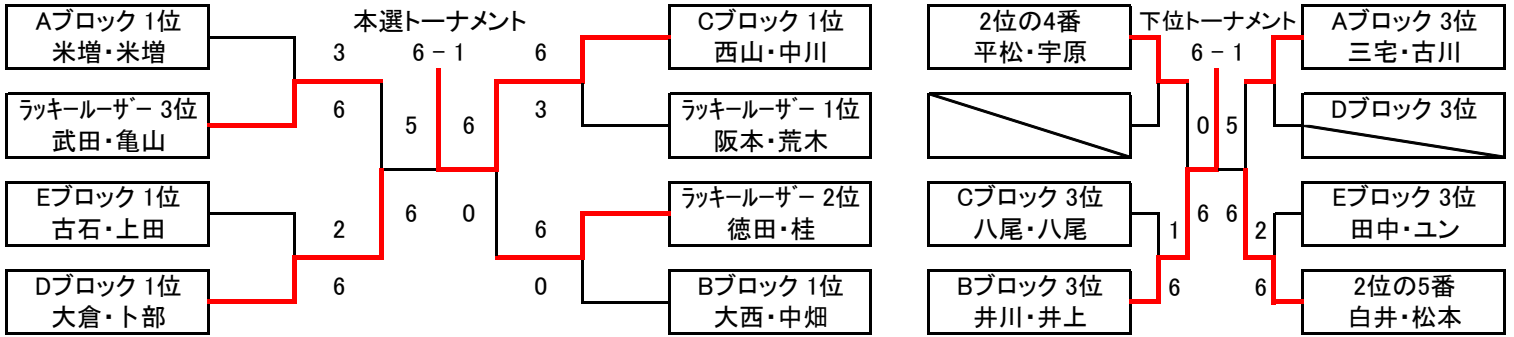 本選トーナメント
6 − 1
Aブロック 1位
米増・米増
3
ラッキールーザー 3位
武田・亀山
6
5
Eブロック 1位
古石・上田
2
6
Dブロック 1位
大倉・卜部
6
Cブロック 1位
西山・中川
6
ラッキールーザー 1位
阪本・荒木
3
6
ラッキールーザー 2位
徳田・桂
6
0
Bブロック 1位
大西・中畑
0
下位トーナメント
6 − 1
2位の4番
平松・宇原
0
Cブロック 3位
八尾・八尾
1
6
Bブロック 3位
井川・井上
6
Aブロック 3位
三宅・古川
5
Dブロック 3位
Eブロック 3位
田中・ユン
2
6
2位の5番
白井・松本
6